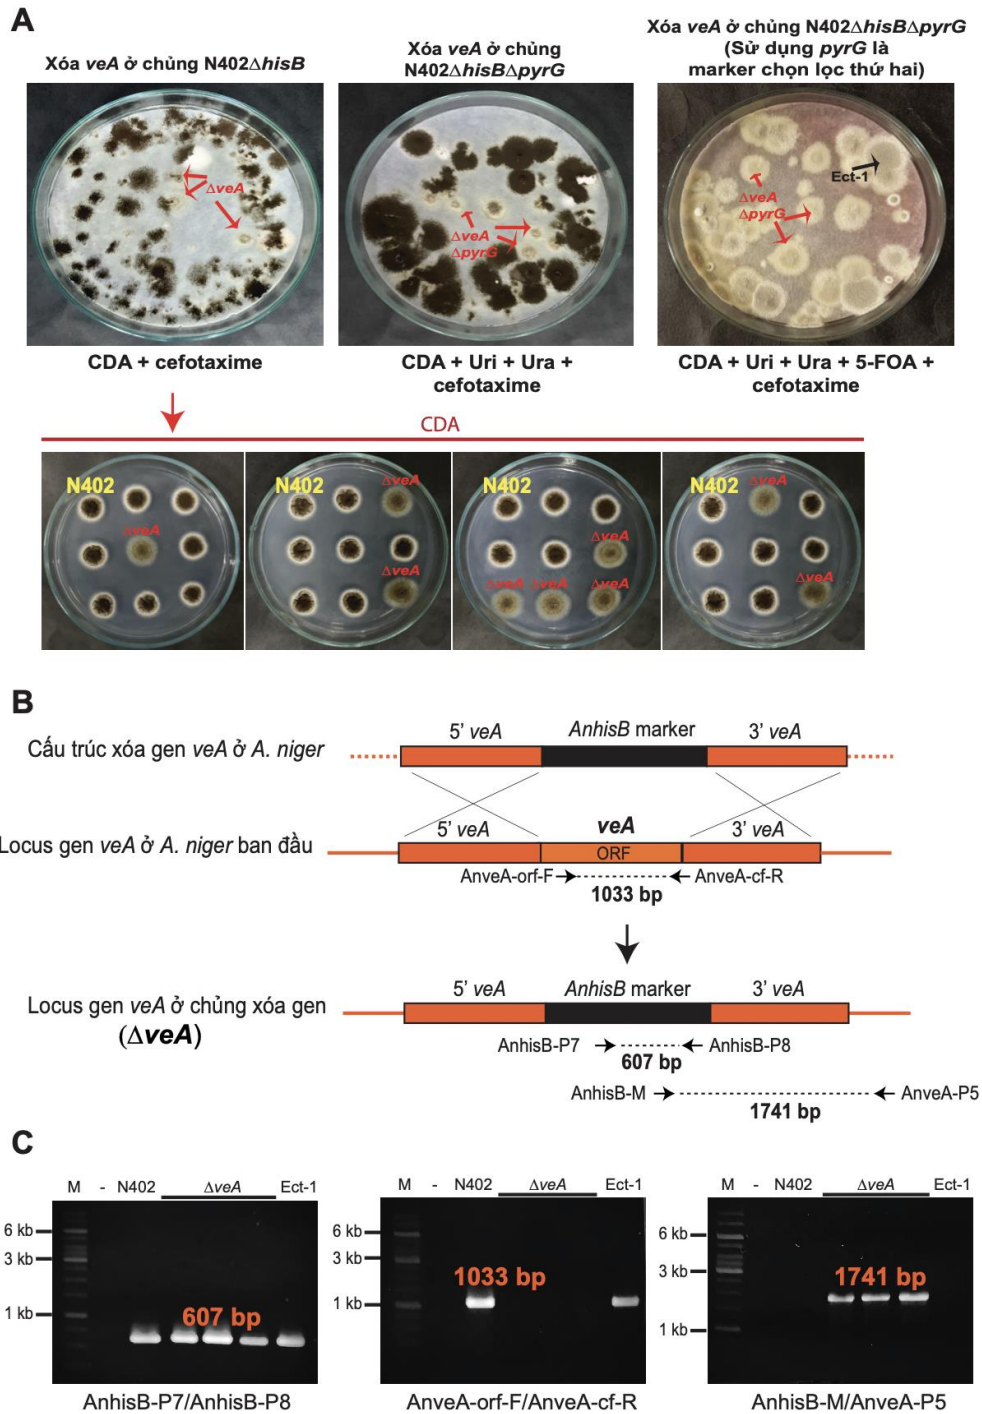 A
Xóa veA ở chủng N402ΔhisB
Xóa veA ở chủng
N402ΔhisBΔpyrG
Xóa veA ở chủng N402ΔhisBΔpyrG
(Sử dụng pyrG là
marker chọn lọc thứ hai)
ΔveA
ΔveA
ΔpyrG
Ect-1
ΔveA
ΔpyrG
CDA + cefotaxime
CDA + Uri + Ura +
cefotaxime
CDA + Uri + Ura + 5-FOA +
cefotaxime
CDA
N402
ΔveA
N402
ΔveA
ΔveA
N402
ΔveA
ΔveA ΔveA ΔveA
N402
ΔveA
ΔveA
B
Cấu trúc xóa gen veA ở A. niger
5' veA AnhisB marker 3' veA
Locus gen veA ở A. niger ban đầu
5' veA veA 3' veA
ORF
AnveA-orf-F AnveA-cf-R
1033 bp
Locus gen veA ở chủng xóa gen
(ΔveA)
5' veA AnhisB marker 3' veA
AnhisB-P7 AnhisB-P8
607 bp
AnhisB-M AnveA-P5
1741 bp
C
M - N402 ΔveA Ect-1
6 kb
3 kb
1 kb
607 bp
AnhisB-P7/AnhisB-P8
M - N402 ΔveA Ect-1
6 kb
3 kb
1 kb
1033 bp
AnveA-orf-F/AnveA-cf-R
M - N402 ΔveA Ect-1
6 kb
3 kb
1 kb
1741 bp
AnhisB-M/AnveA-P5